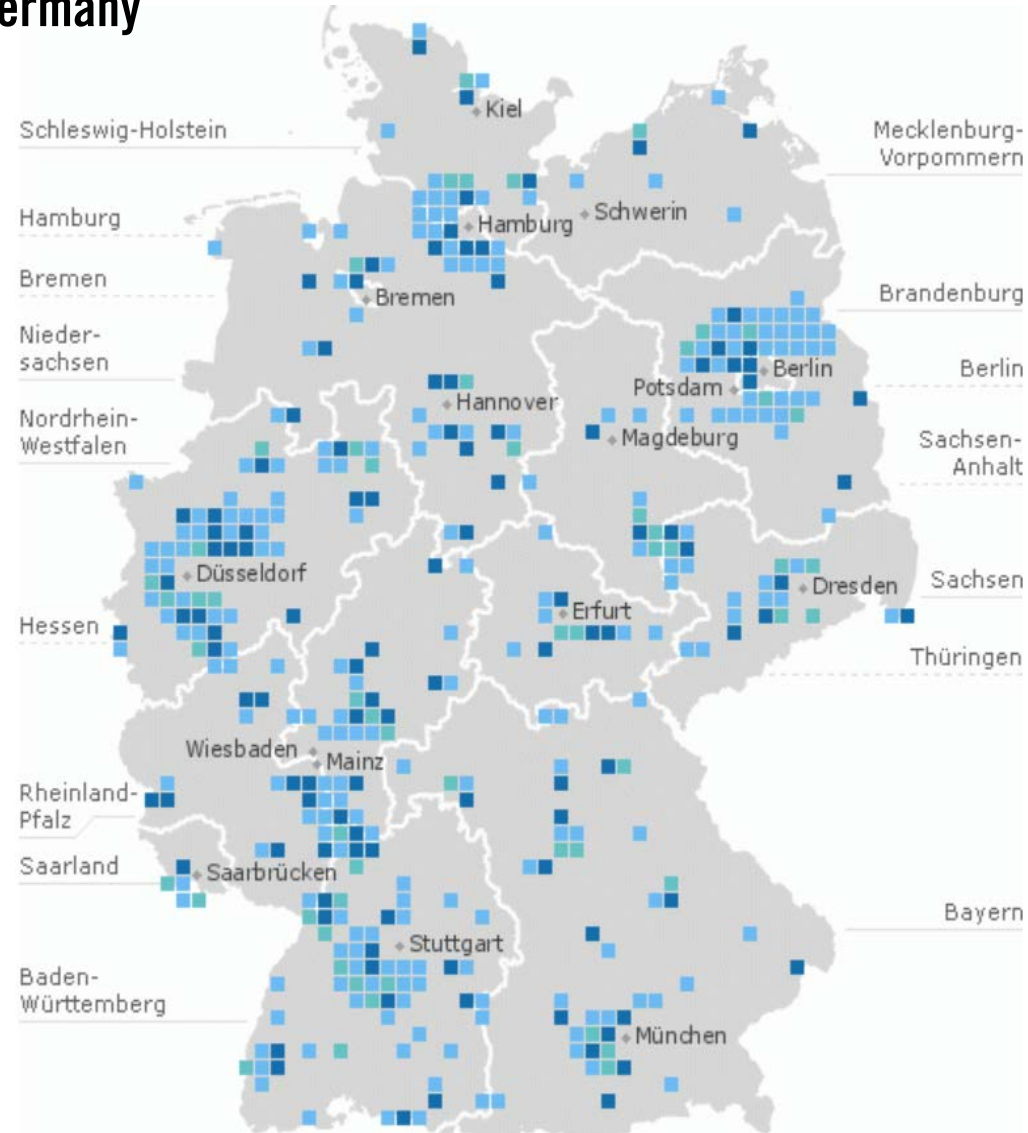 ermany
Kiel
Schleswig-Holstein
Mecklenburg-
Vorpommern
Hamburg
Schwerin
Hamburg
Bremen
Bremen
Brandenburg
Nieder-
sachsen
Berlin
Berlin
Potsdam
Hannover
Nordrhein-
Westfalen
Magdeburg
Sachsen-
Anhalt
Düsseldorf
Dresden
Sachsen
Erfurt
Hessen
Thüringen
Wiesbaden
Mainz
Rheinland-
Pfalz
Saarland
Saarbrücken
Bayern
Stuttgart
Baden-
Württemberg
München